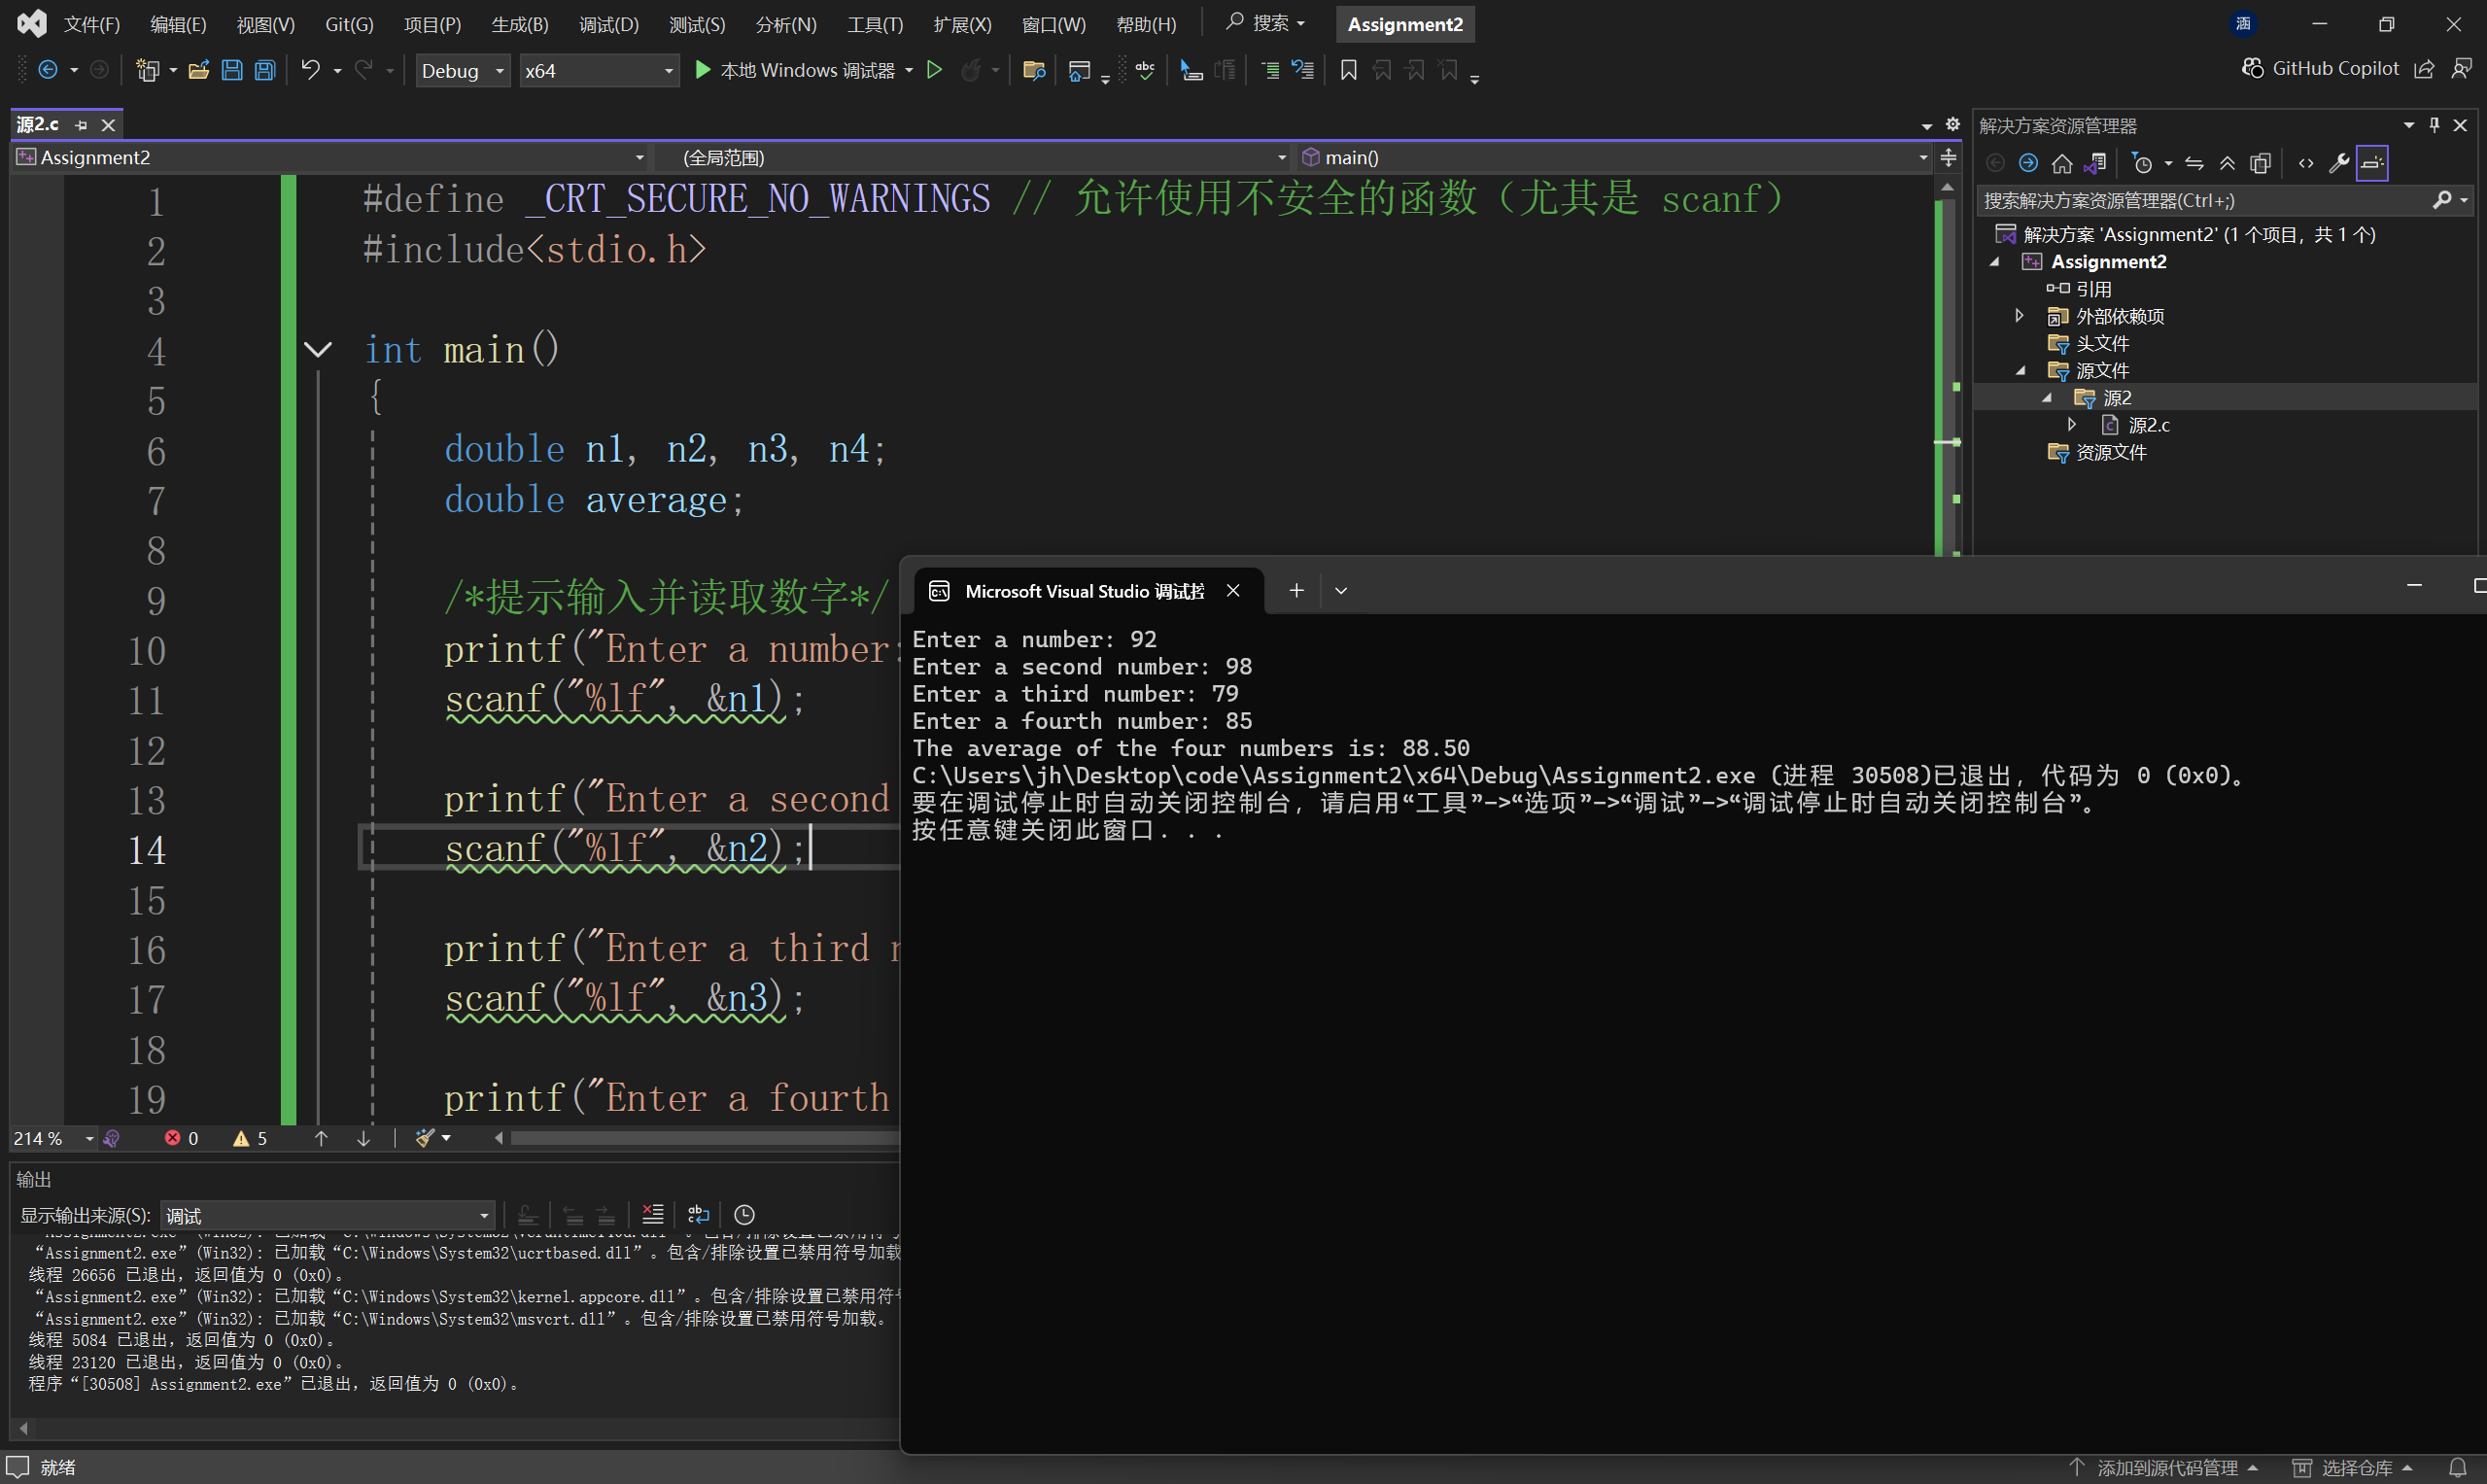 文件(F) 编辑(E) 视图(V) Git(G) 项目(P) 生成(B) 调试(D) 测试(S) 分析(N) 工具(T) 扩展(X) 窗口(W) 帮助(H) 搜索 Assignment2 涵
Debug x64 本地 Windows 调试器 abc GitHub Copilot
源2.c
Assignment2 (全局范围) main()
1 #define _CRT_SECURE_NO_WARNINGS // 允许使用不安全的函数（尤其是 scanf）
2 #include<stdio.h>
3
4 int main()
5 {
6 double n1, n2, n3, n4;
7 double average;
8
9 /*提示输入并读取数字*/
10 printf("Enter a number:
11 scanf("%lf", &n1);
12
13 printf("Enter a second
14 scanf("%lf", &n2);
15
16 printf("Enter a third
17 scanf("%lf", &n3);
18
19 printf("Enter a fourth
214 % 0 5
输出
显示输出来源(S): 调试
“Assignment2.exe” (Win32): 已加载 “C:\Windows\System32\ucrtbased.dll”。包含/排除设置已禁用符号加载
线程 26656 已退出，返回值为 0 (0x0)。
“Assignment2.exe” (Win32): 已加载 “C:\Windows\System32\kernel.appcore.dll”。包含/排除设置已禁用符
“Assignment2.exe” (Win32): 已加载 “C:\Windows\System32\msvcrt.dll”。包含/排除设置已禁用符号加载。
线程 5084 已退出，返回值为 0 (0x0)。
线程 23120 已退出，返回值为 0 (0x0)。
程序 “[30508] Assignment2.exe” 已退出，返回值为 0 (0x0)。
解决方案资源管理器
搜索解决方案资源管理器(Ctrl+;)
解决方案 'Assignment2' (1 个项目，共 1 个)
Assignment2
引用
外部依赖项
头文件
源文件
源2
源2.c
资源文件
Microsoft Visual Studio 调试控
Enter a number: 92
Enter a second number: 98
Enter a third number: 79
Enter a fourth number: 85
The average of the four numbers is: 88.50
C:\Users\jh\Desktop\code\Assignment2\x64\Debug\Assignment2.exe (进程 30508)已退出，代码为 0 (0x0)。
要在调试停止时自动关闭控制台，请启用“工具”->“选项”->“调试”->“调试停止时自动关闭控制台”。
按任意键关闭此窗口. . .
就绪 添加到源代码管理 选择仓库